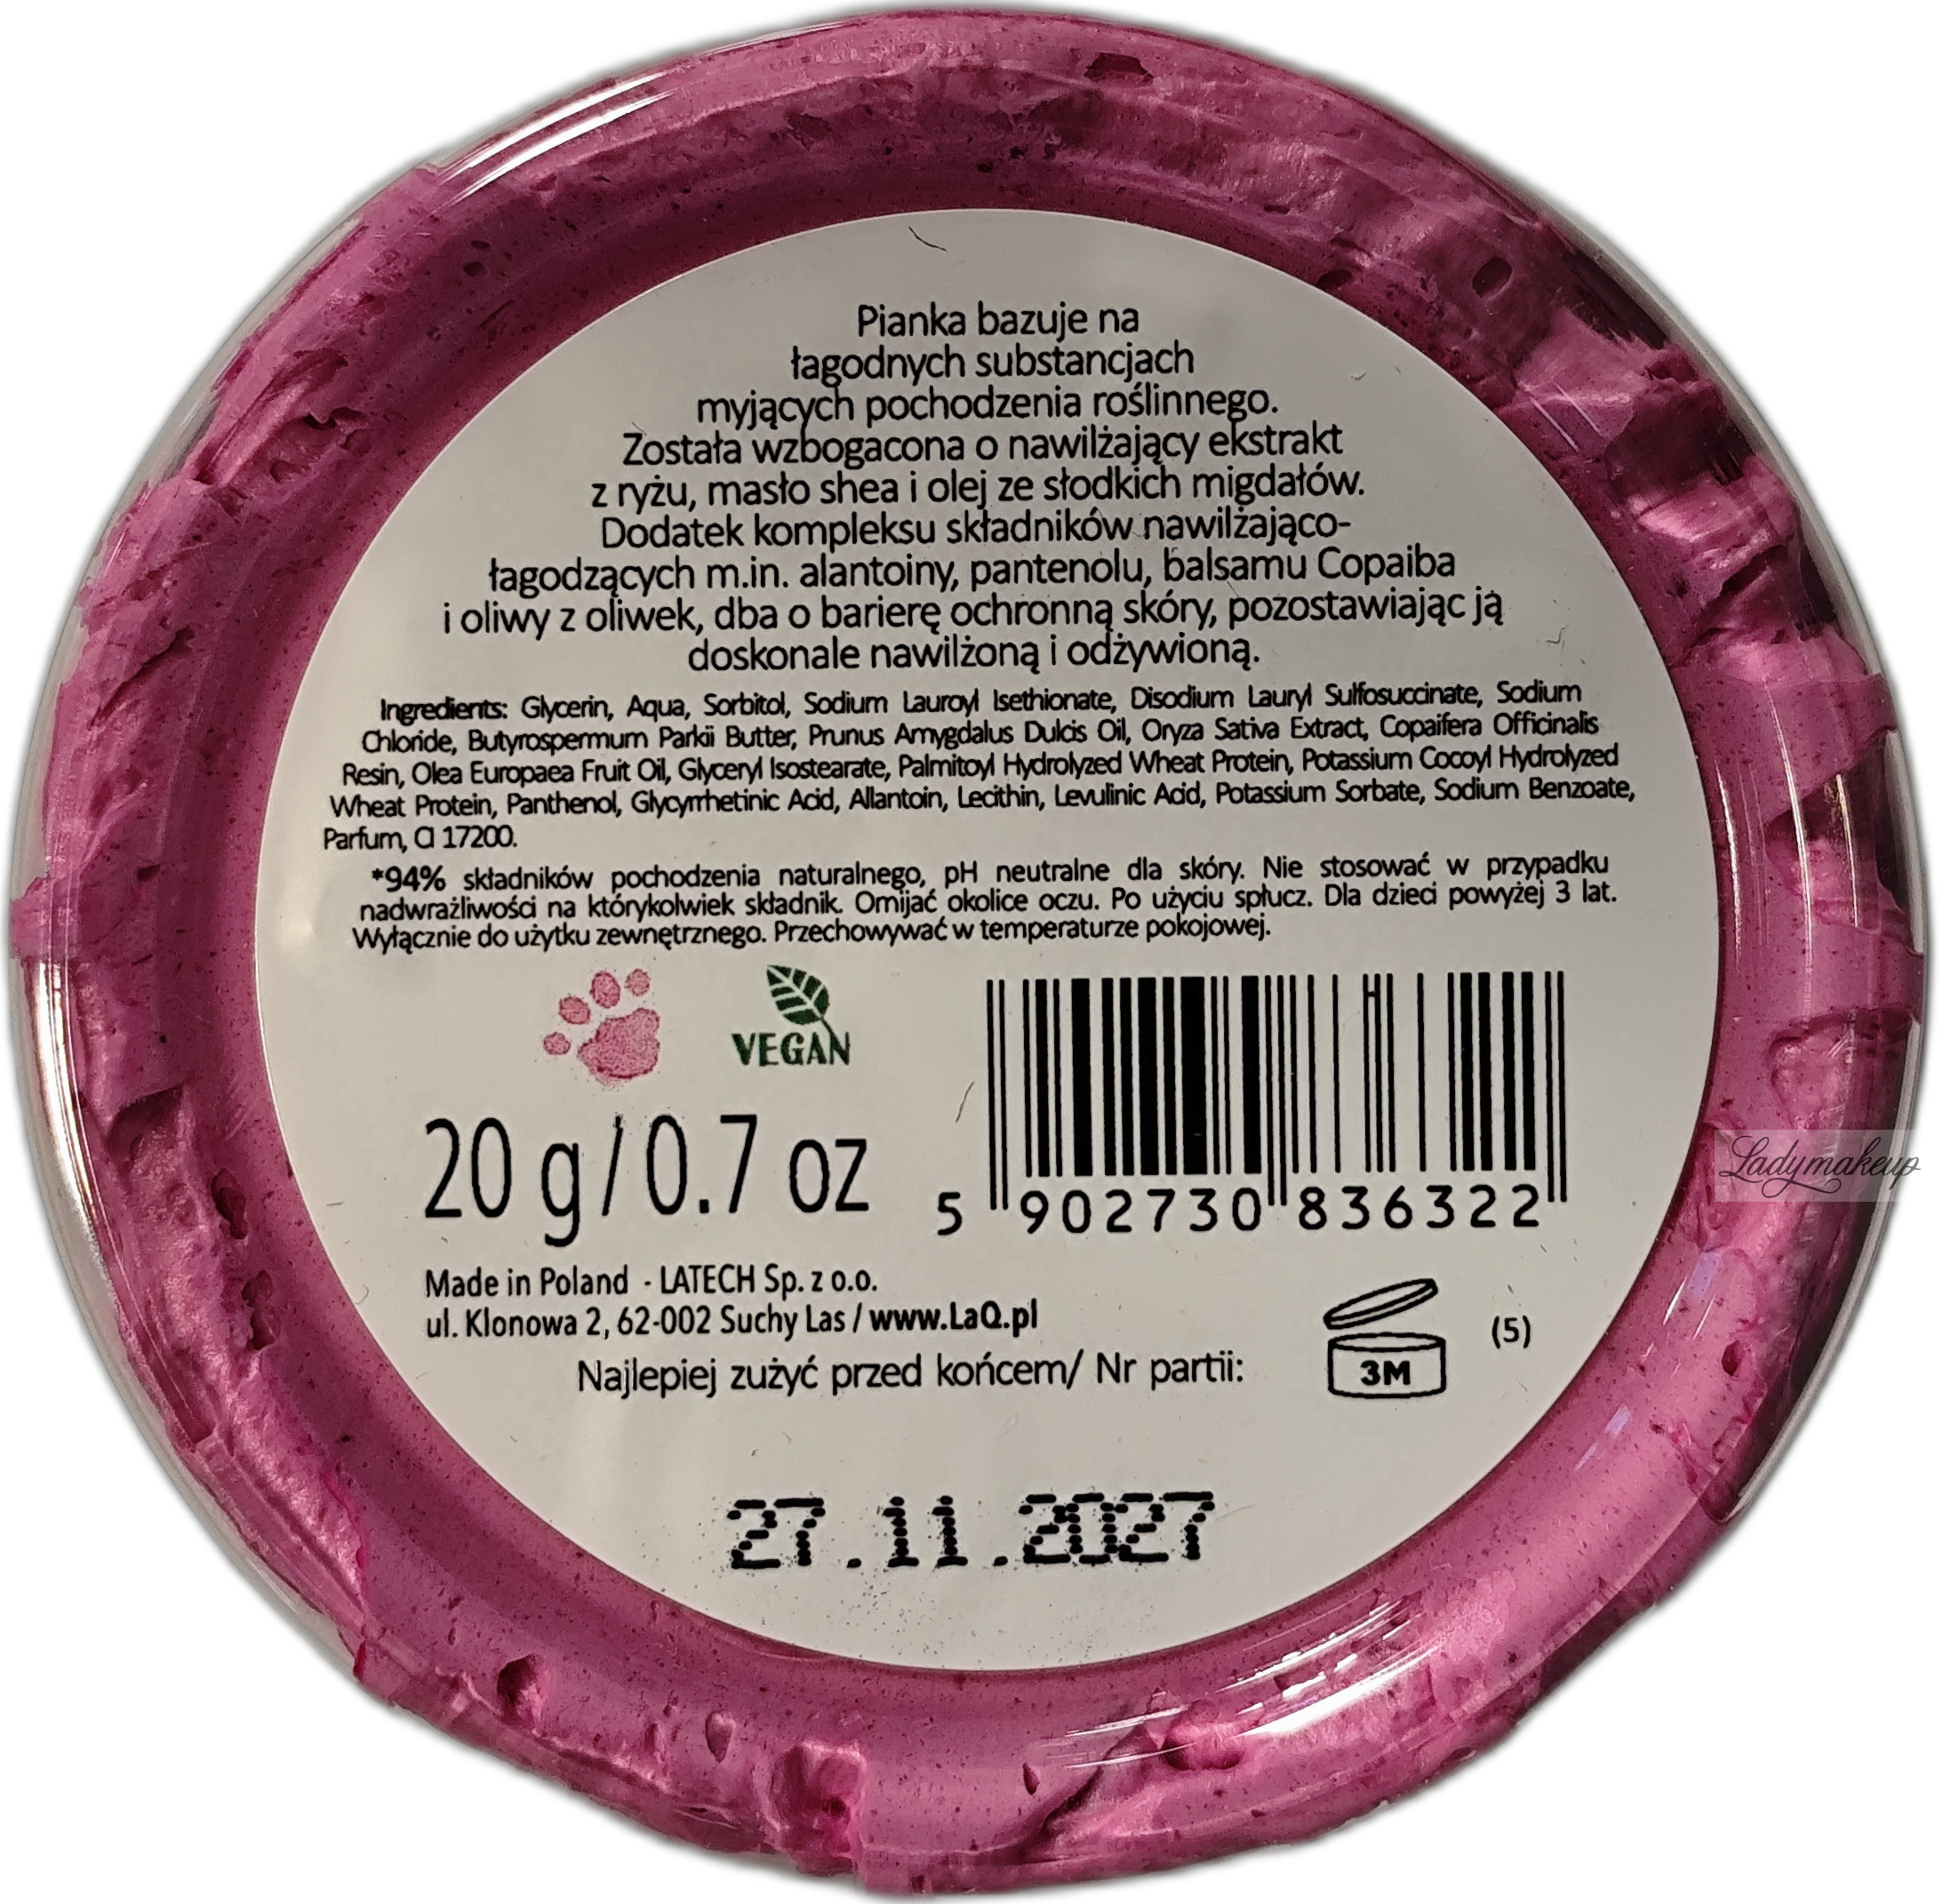 Pianka bazuje na
łagodnych substancjach
myjących pochodzenia roślinnego.
Została wzbogacona o nawilżający ekstrakt
z ryżu, masło shea i olej ze słodkich migdałów.
Dodatek kompleksu składników nawilżająco-
łagodzących m.in. alantoiny, pantenolu, balsamu Copaiba
i oliwy z oliwek, dba o barierę ochronną skóry, pozostawiając ją
doskonale nawilżoną i odżywioną.
Ingredients: Glycerin, Aqua, Sorbitol, Sodium Lauroyl Isethionate, Disodium Lauryl Sulfosuccinate, Sodium
Chloride, Butyrospermum Parkii Butter, Prunus Amygdalus Dulcis Oil, Oryza Sativa Extract, Copaifera Officinalis
Resin, Olea Europaea Fruit Oil, Glyceryl Isostearate, Palmitoyl Hydrolyzed Wheat Protein, Potassium Cocoyl Hydrolyzed
Wheat Protein, Panthenol, Glycyrrhetinic Acid, Allantoin, Lecithin, Levulinic Acid, Potassium Sorbate, Sodium Benzoate,
Parfum, CI 17200.
*94% składników pochodzenia naturalnego, pH neutralne dla skóry. Nie stosować w przypadku
nadwrażliwości na którykolwiek składnik. Omijać okolice oczu. Po użyciu spłucz. Dla dzieci powyżej 3 lat.
Wyłącznie do użytku zewnętrznego. Przechowywać w temperaturze pokojowej.
VEGAN
20 g/0.7 oz
5 902730 836322
Ladymakeup
Made in Poland - LATECH Sp. z o.o.
ul. Klonowa 2, 62-002 Suchy Las / www.LaQ.pl
(5)
Najlepiej zużyć przed końcem/ Nr partii:
3M
27.11.2027